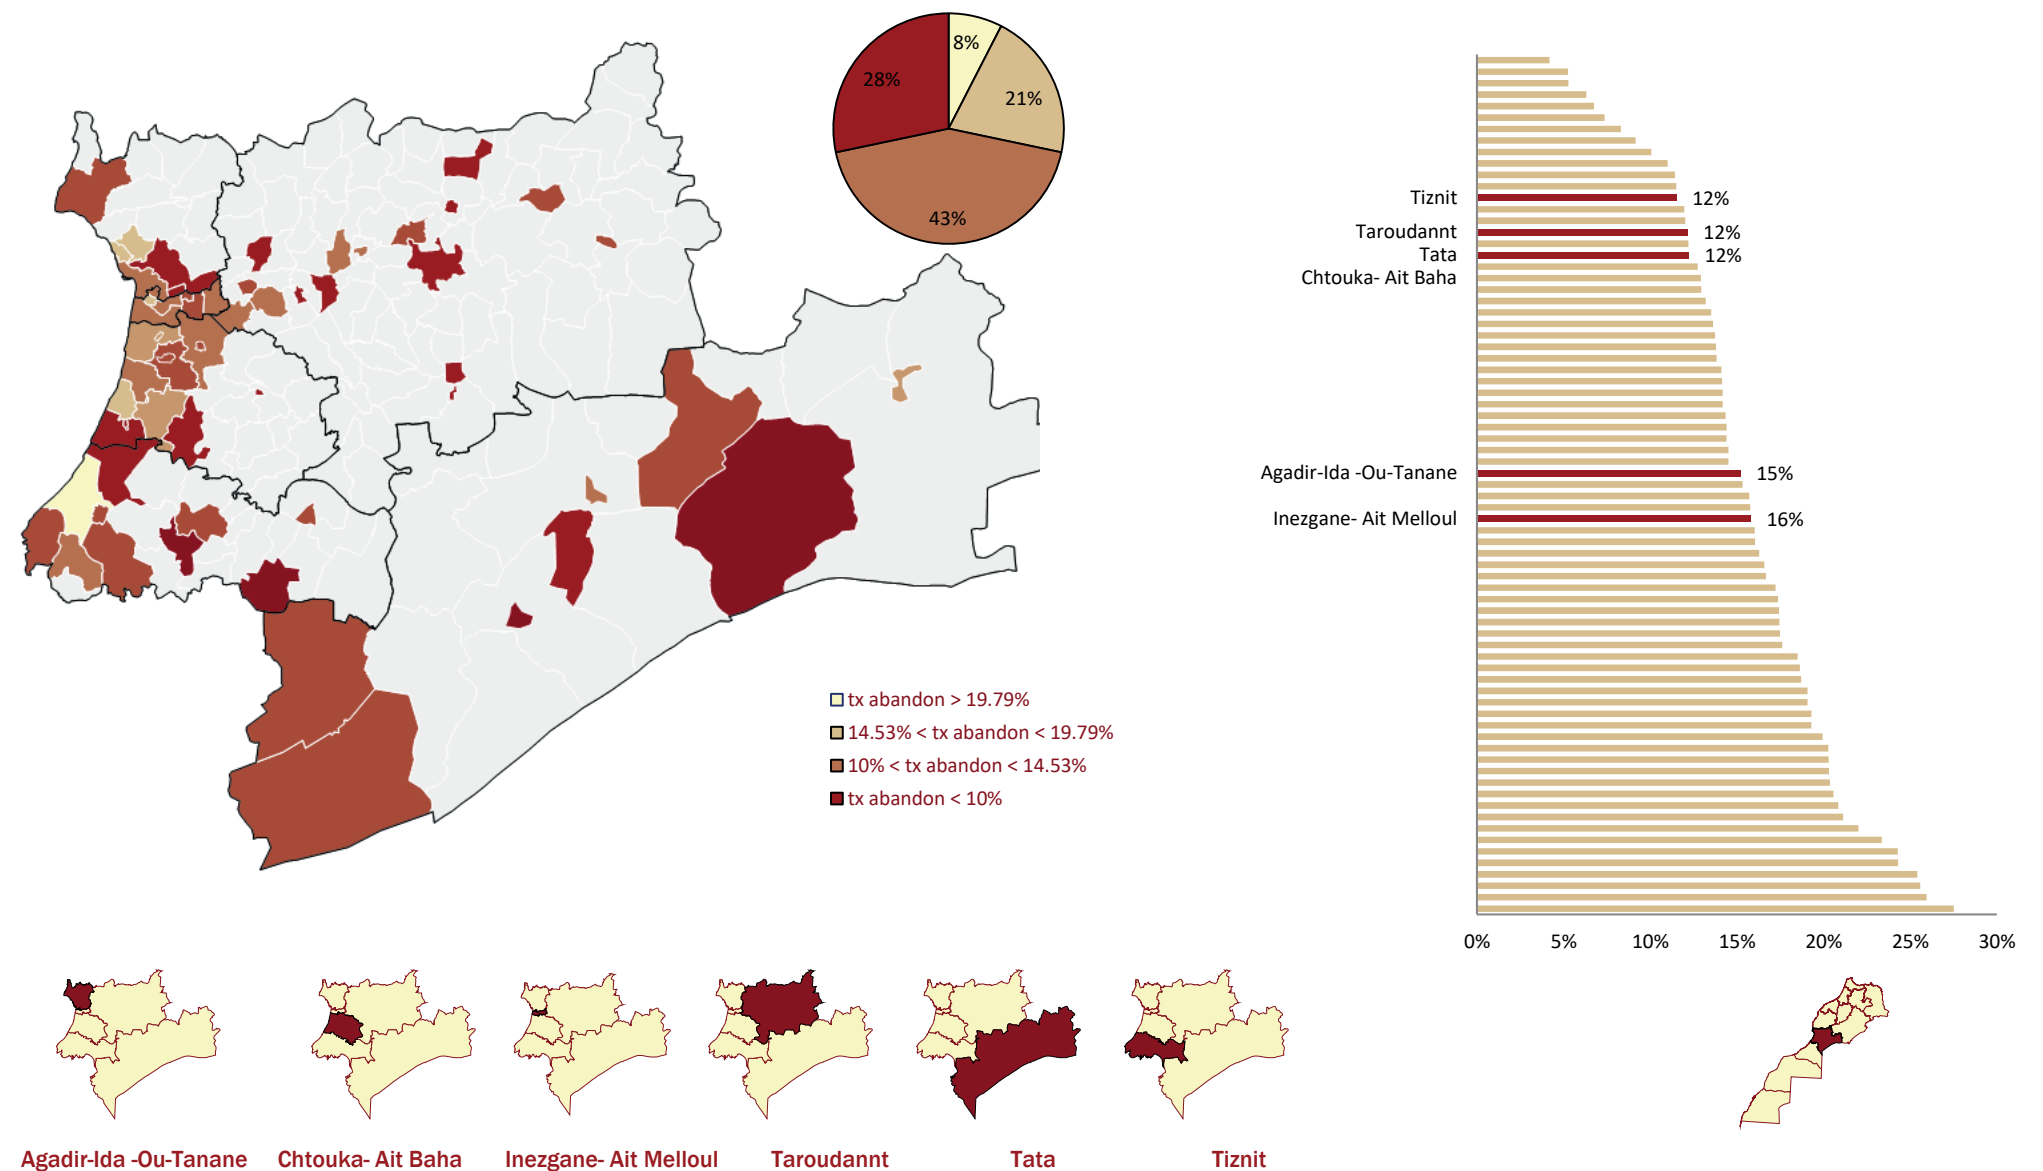 8%
28%
21%
43%
tx abandon > 19.79%
14.53% < tx abandon < 19.79%
10% < tx abandon < 14.53%
tx abandon < 10%
Tiznit 12%
Taroudannt 12%
Tata 12%
Chtouka- Ait Baha
Agadir-Ida -Ou-Tanane 15%
Inezgane- Ait Melloul 16%
0% 5% 10% 15% 20% 25% 30%
Agadir-Ida -Ou-Tanane Chtouka- Ait Baha Inezgane- Ait Melloul Taroudannt Tata Tiznit